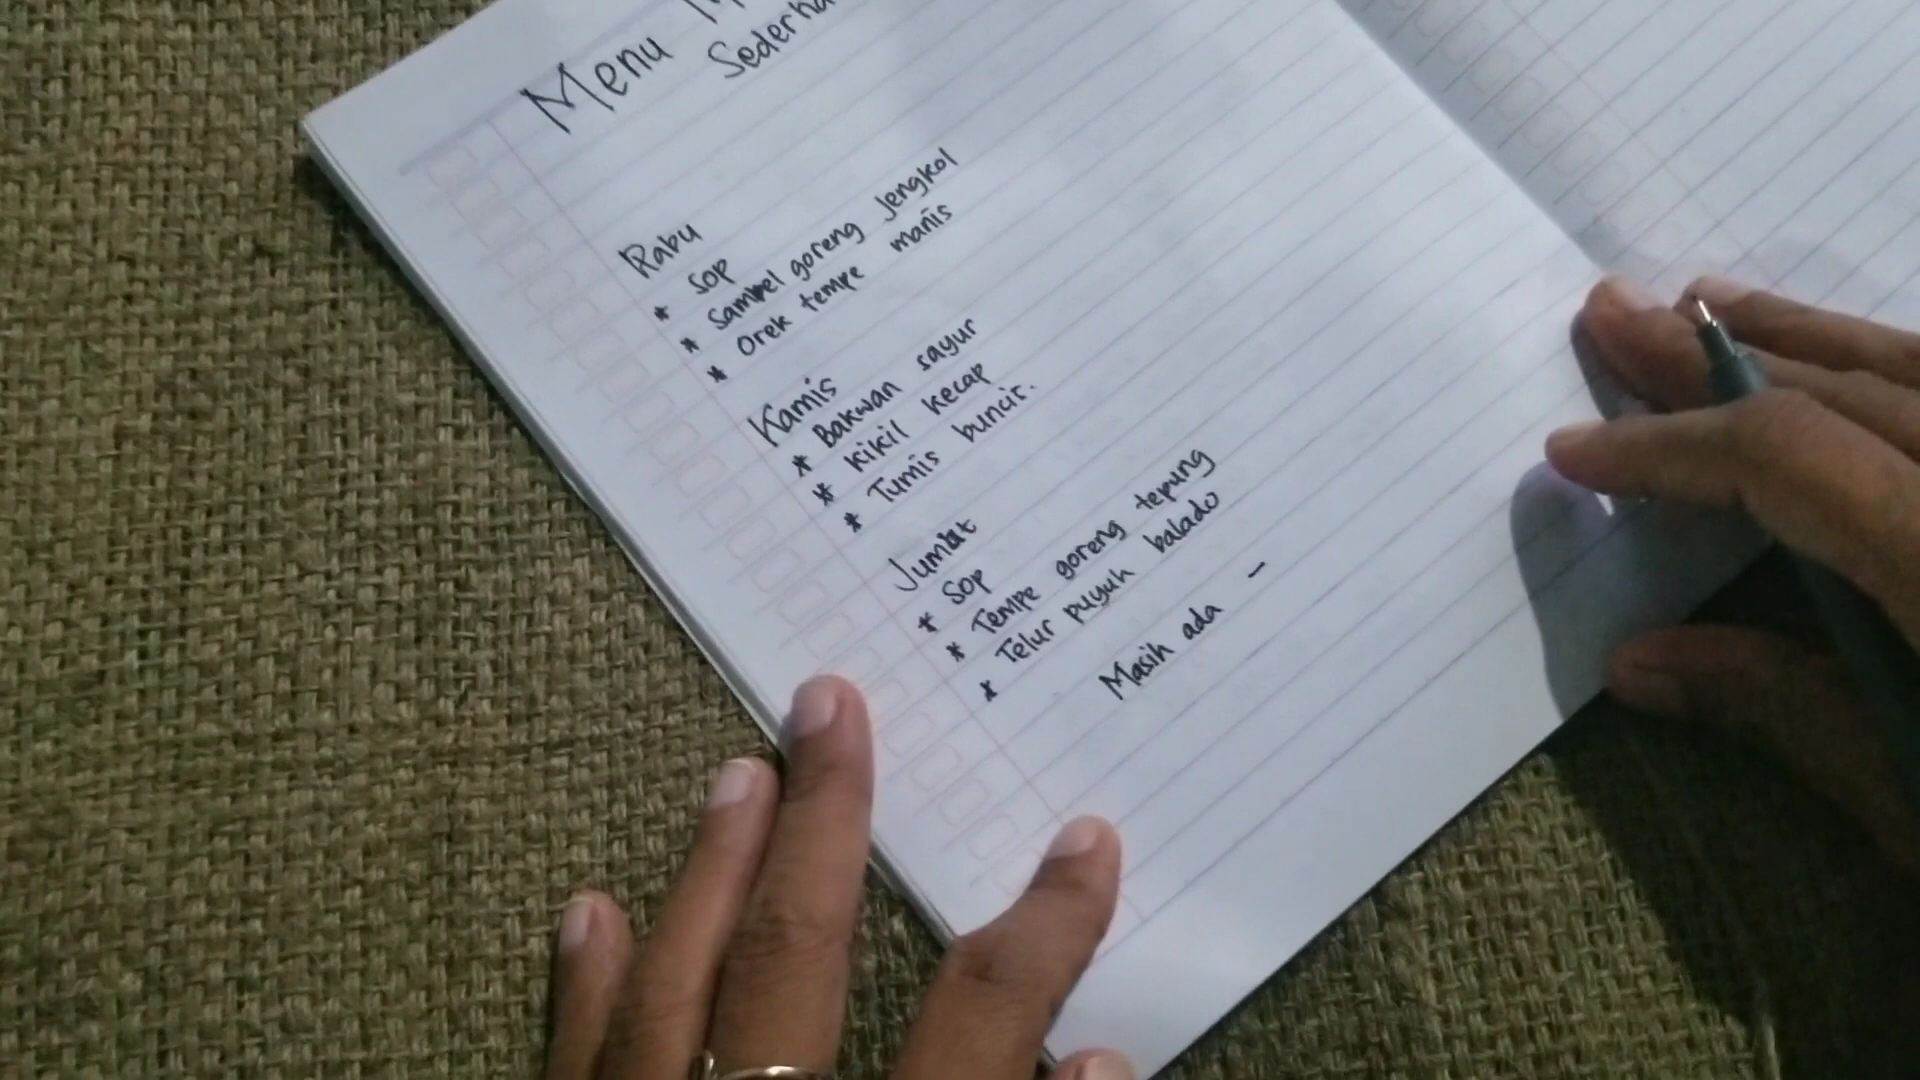 Menu
Rabu
* Sop
* Sambel goreng Jengkol
* Orek tempe manis
Kamis
* Bakwan sayur
* Kikil kecap
* Tumis buncis.
Jumat
* Sop
* Tempe goreng tepung
* Telur puyuh balado
Masih ada -